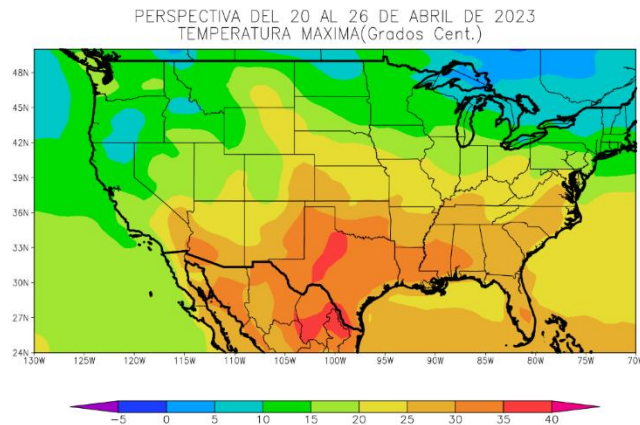 PERSPECTIVA DEL 20 AL 26 DE ABRIL DE 2023
TEMPERATURA MAXIMA(Grados Cent.)
48N
45N
42N
39N
36N
33N
30N
27N
24N
130W 125W 120W 115W 110W 105W 100W 95W 90W 85W 80W 75W 70W
-5 0 5 10 15 20 25 30 35 40